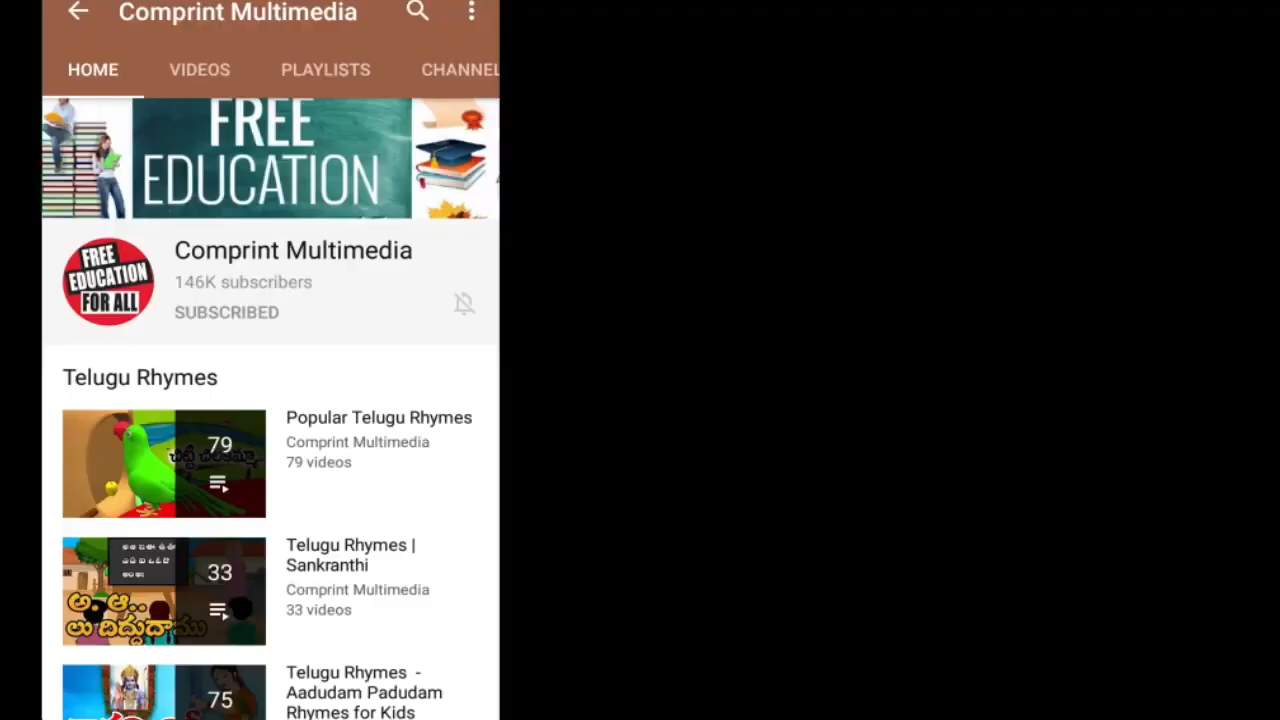 Comprint Multimedia
HOME VIDEOS PLAYLISTS CHANNEL
FREE
EDUCATION
FREE
EDUCATION
FOR ALL
Comprint Multimedia
146K subscribers
SUBSCRIBED
Telugu Rhymes
79
చిట్టి చిలకమ్మా
Popular Telugu Rhymes
Comprint Multimedia
79 videos
33
అ. ఆ..
లు దిద్దుదాము
Telugu Rhymes |
Sankranthi
Comprint Multimedia
33 videos
75
Telugu Rhymes -
Aadudam Padudam
Rhymes for Kids